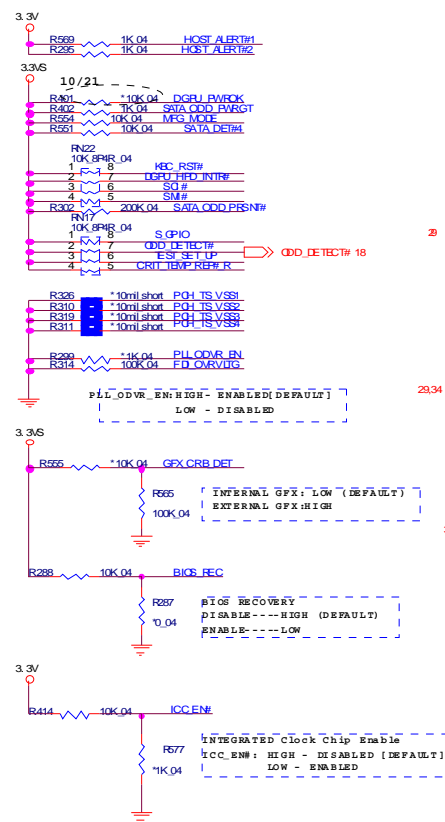 3.3V
R569 1K_04 HOST_ALERT#1
R295 1K_04 HOST_ALERT#2
3.3VS
10/21
R401 *10K_04 DGPU_PWROK
R402 1K_04 SATA_ODD_PWRGT
R554 10K_04 MFG_MODE
R551 10K_04 SATA_DET#4
RN22
10K_8P4R_04
1 8 KBC_RST#
2 7 DGPU_HPD_INTR#
3 6 SCI#
4 5 SMI#
R302 200K_04 SATA_ODD_PRSNT#
RN17
10K_8P4R_04
1 8 S_GPIO
2 7 ODD_DETECT# ODD_DETECT# 18
3 6 TEST_SET_UP
4 5 CRIT_TEMP_REP#_R
29
R326 *10mil_short PCH_TS_VSS1
R310 *10mil_short PCH_TS_VSS2
R319 *10mil_short PCH_TS_VSS3
R311 *10mil_short PCH_TS_VSS4
R299 *1K_04 PLL_ODVR_EN
R314 100K_04 FDI_OVRVLTG
PLL_ODVR_EN:HIGH- ENABLED[DEFAULT]
LOW - DISABLED
29,34
3.3VS
R555 *10K_04 GFX_CRB_DET
R565
100K_04
INTERNAL GFX: LOW (DEFAULT)
EXTERNAL GFX:HIGH
R288 10K_04 BIOS_REC
R287
*0_04
BIOS RECOVERY
DISABLE----HIGH (DEFAULT)
ENABLE-----LOW
3.3V
R414 10K_04 ICC_EN#
R577
*1K_04
INTEGRATED Clock Chip Enable
ICC_EN#: HIGH - DISABLED [DEFAULT]
LOW - ENABLED